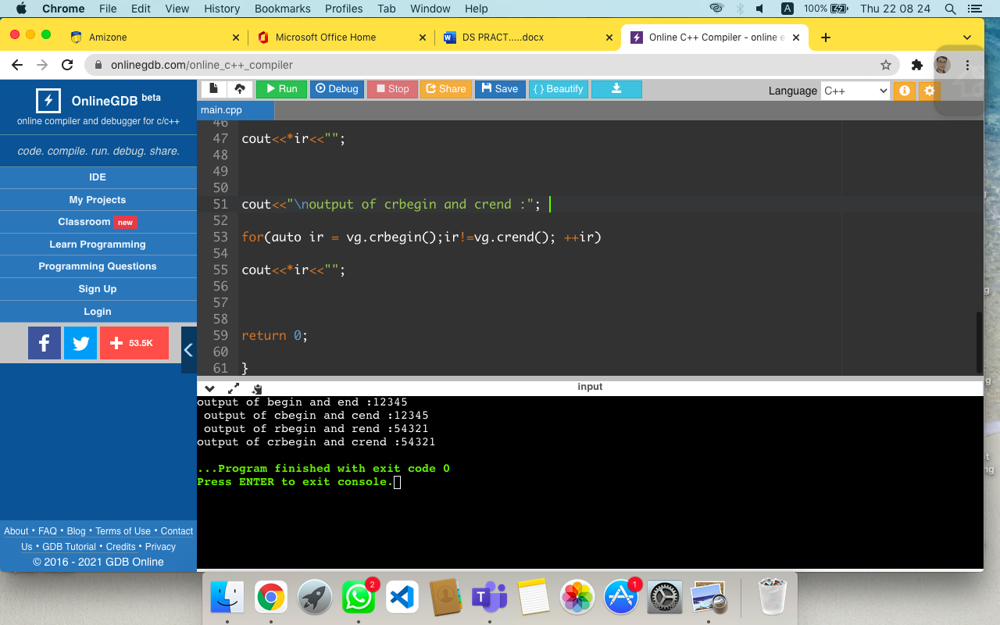 Chrome File Edit View History Bookmarks Profiles Tab Window Help A 100% Thu 22 08 24
Amizone Microsoft Office Home DS PRACT.....docx Online C++ Compiler - online e
onlinegdb.com/online_c++_compiler
OnlineGDB beta
online compiler and debugger for c/c++
code. compile. run. debug. share.
IDE
My Projects
Classroom new
Learn Programming
Programming Questions
Sign Up
Login
53.5K
About • FAQ • Blog • Terms of Use • Contact
Us • GDB Tutorial • Credits • Privacy
© 2016 - 2021 GDB Online
Run Debug Stop Share Save { } Beautify Language C++
main.cpp
46
47 cout<<*ir<<"";
48
49
50
51 cout<<"\noutput of crbegin and crend :";
52
53 for(auto ir = vg.crbegin();ir!=vg.crend(); ++ir)
54
55 cout<<*ir<<"";
56
57
58
59 return 0;
60
61 }
input
output of begin and end :12345
output of cbegin and cend :12345
output of rbegin and rend :54321
output of crbegin and crend :54321
...Program finished with exit code 0
Press ENTER to exit console.
2
1